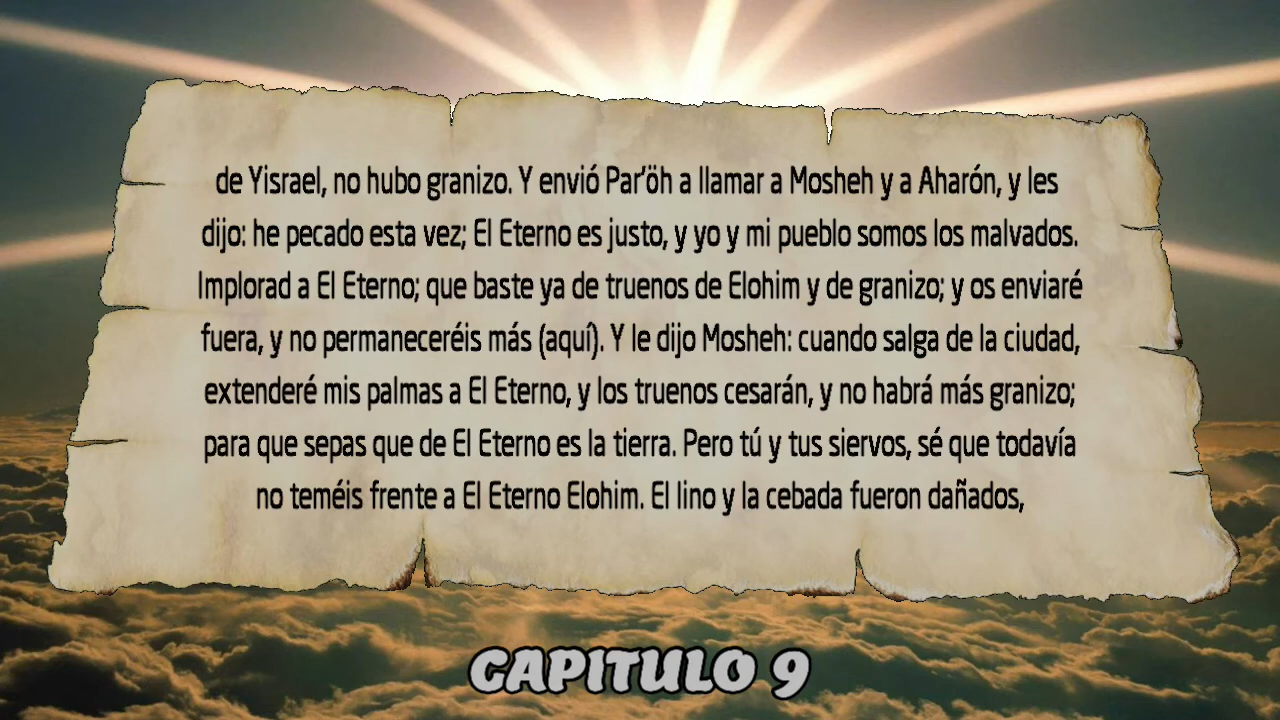 de Yisrael, no hubo granizo. Y envió Par'öh a llamar a Mosheh y a Aharón, y les
dijo: he pecado esta vez; El Eterno es justo, y yo y mi pueblo somos los malvados.
Implorad a El Eterno; que baste ya de truenos de Elohim y de granizo; y os enviaré
fuera, y no permaneceréis más (aquí). Y le dijo Mosheh: cuando salga de la ciudad,
extenderé mis palmas a El Eterno, y los truenos cesarán, y no habrá más granizo;
para que sepas que de El Eterno es la tierra. Pero tú y tus siervos, sé que todavía
no teméis frente a El Eterno Elohim. El lino y la cebada fueron dañados,
CAPITULO 9